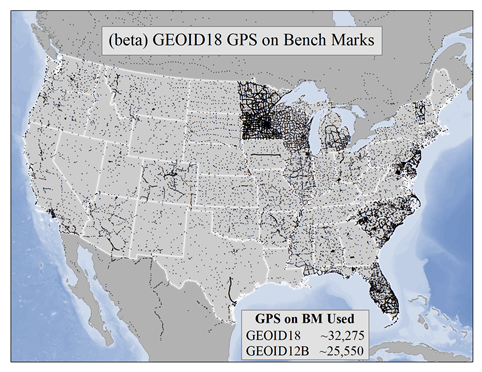 (beta) GEOID18 GPS on Bench Marks
GPS on BM Used
GEOID18 ~32,275
GEOID12B ~25,550